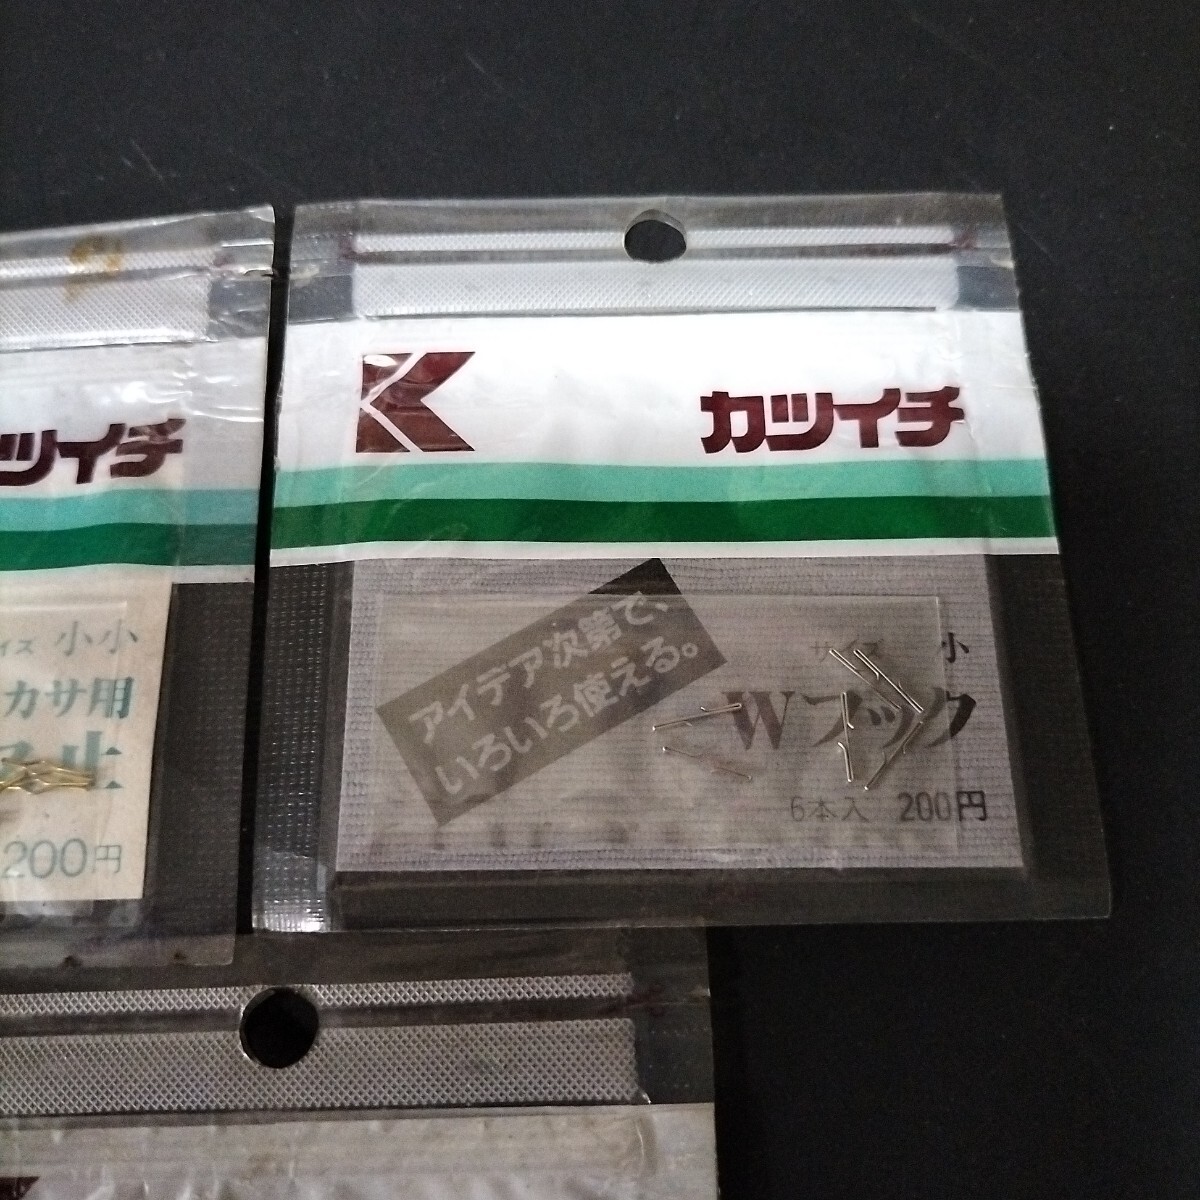 K
カツイチ
アイデア次第で、
いろいろ使える。
サイズ 小
Wフック
6本入 200円
ツイチ
イズ 小小
カサ用
止
200円